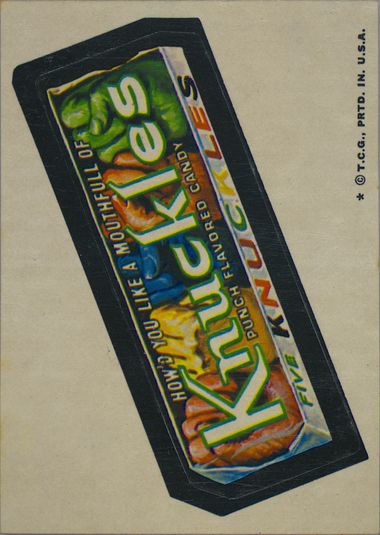 HOW'D YOU LIKE A MOUTHFULL OF
Knuckles
PUNCH FLAVORED CANDY
FIVE KNUCKLES
* © T.C.G., PRTD. IN U.S.A.